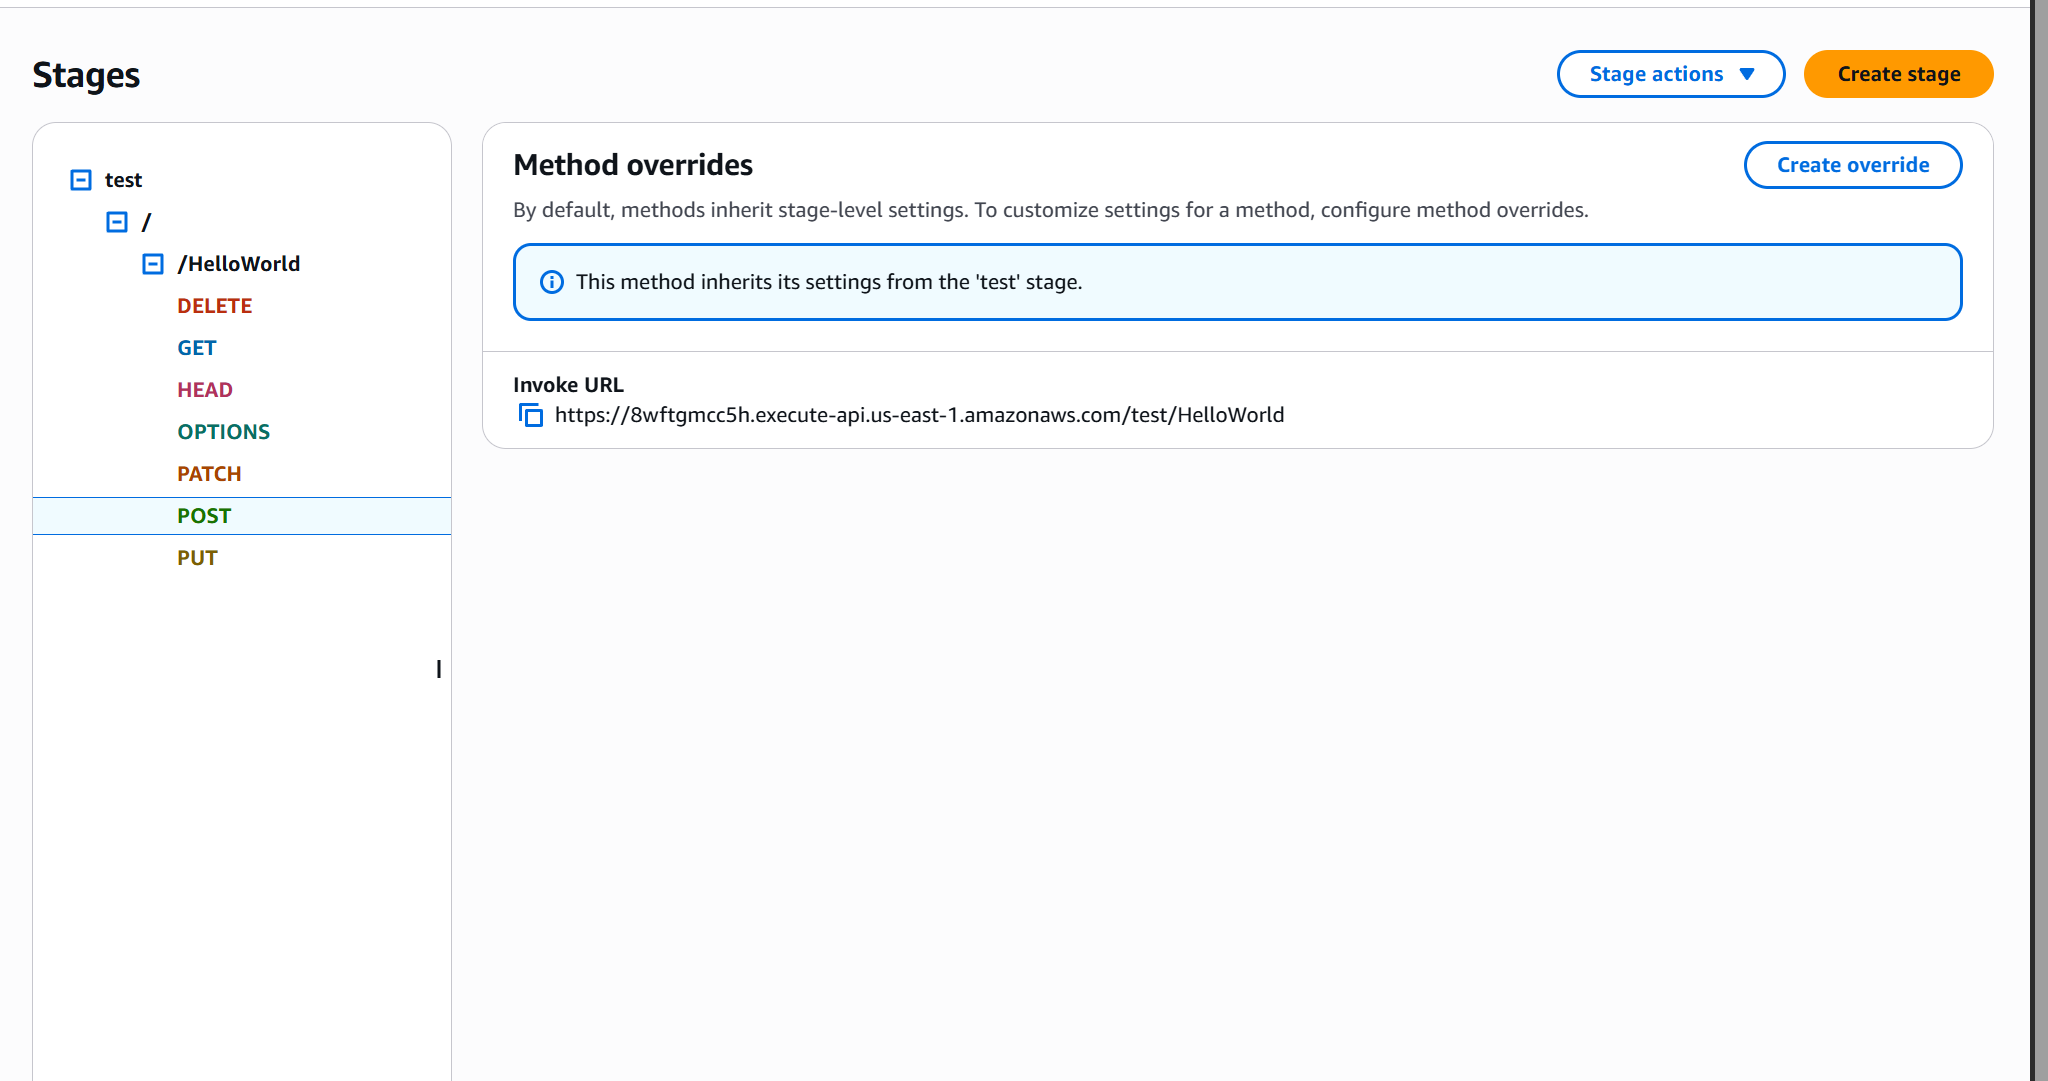 Stages
Stage actions
Create stage
test
/
/HelloWorld
DELETE
GET
HEAD
OPTIONS
PATCH
POST
PUT
Method overrides
Create override
By default, methods inherit stage-level settings. To customize settings for a method, configure method overrides.
This method inherits its settings from the 'test' stage.
Invoke URL
https://8wftgmcc5h.execute-api.us-east-1.amazonaws.com/test/HelloWorld